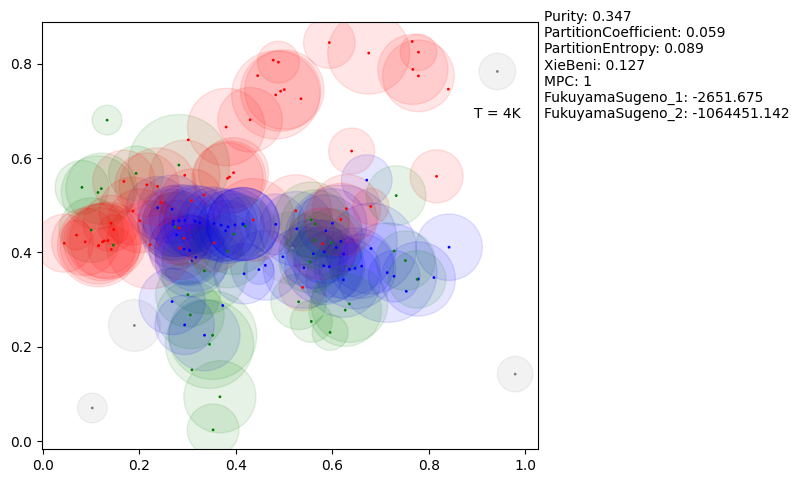 Purity: 0.347
PartitionCoefficient: 0.059
PartitionEntropy: 0.089
XieBeni: 0.127
MPC: 1
FukuyamaSugeno_1: -2651.675
FukuyamaSugeno_2: -1064451.142
T = 4K
0.8
0.6
0.4
0.2
0.0
0.0 0.2 0.4 0.6 0.8 1.0